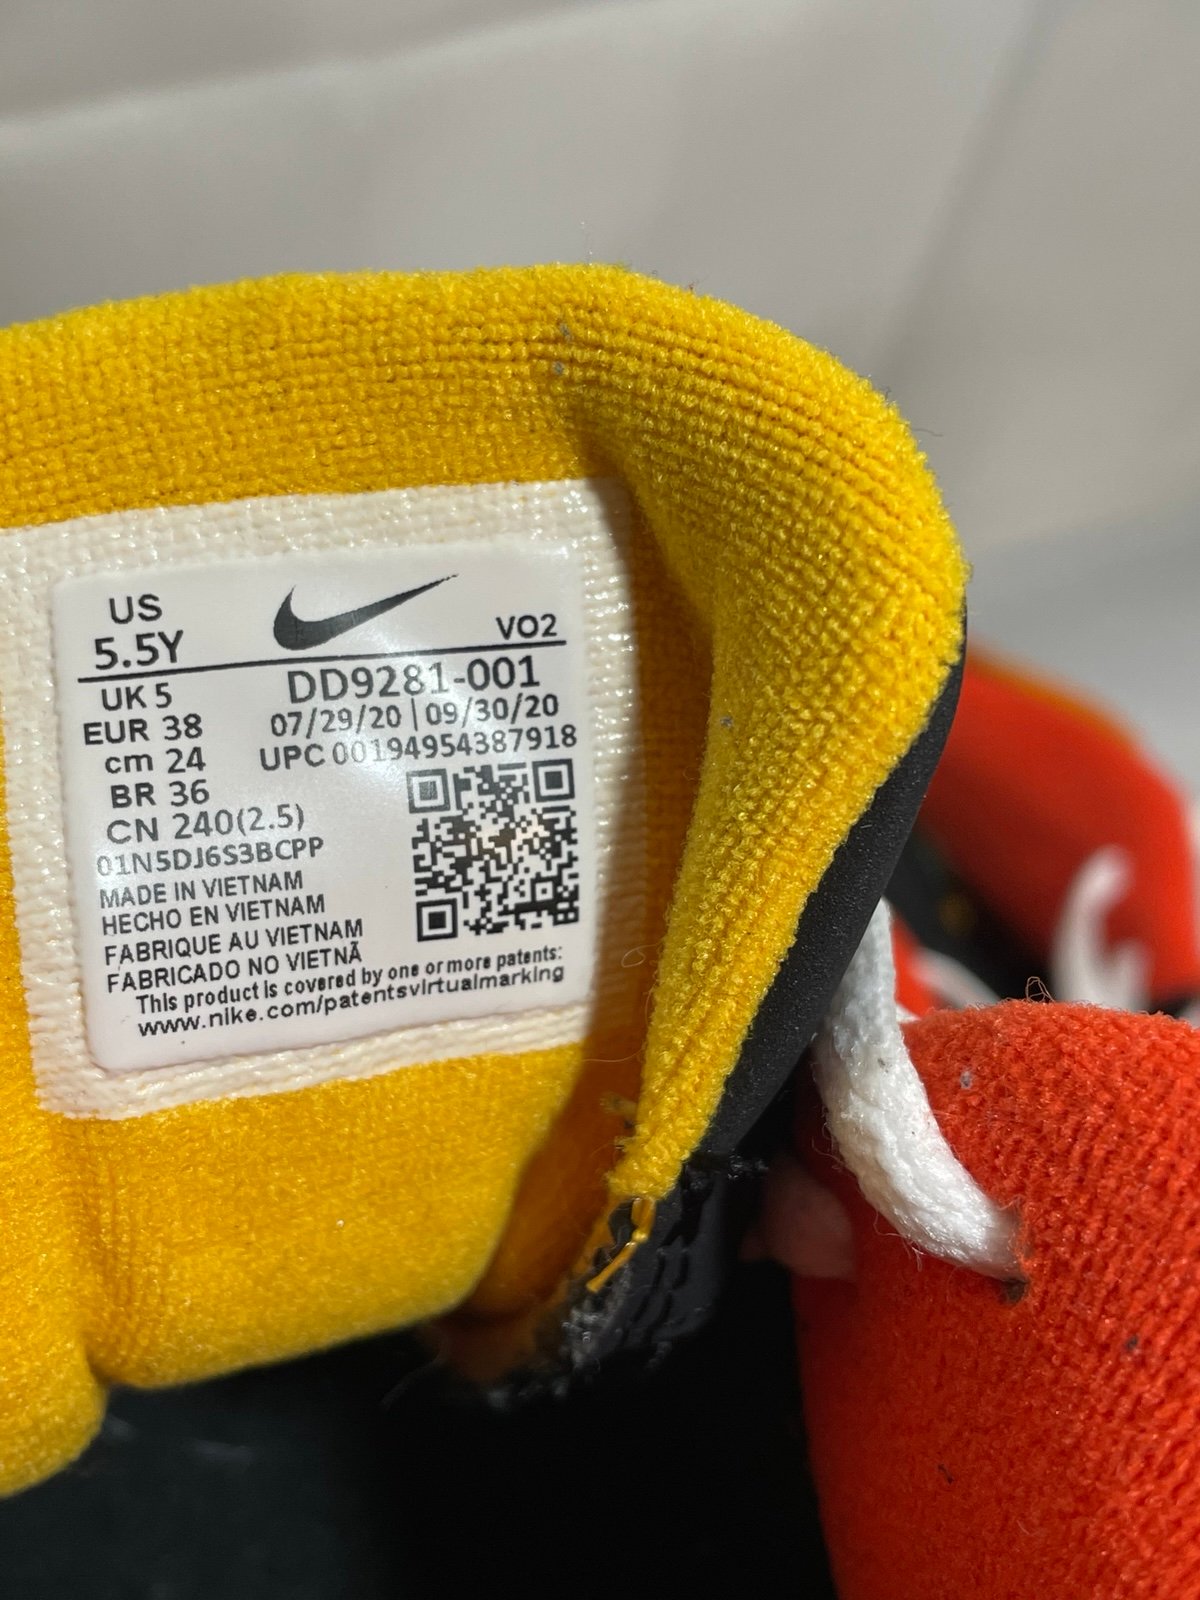 US
5.5Y
VO2
UK 5
EUR 38
cm 24
BR 36
CN 240(2.5)
DD9281-001
07/29/20 | 09/30/20
UPC 00194954387918
01N5DJ6S3BCPP
MADE IN VIETNAM
HECHO EN VIETNAM
FABRIQUE AU VIETNAM
FABRICADO NO VIETNÃ
This product is covered by one or more patents:
www.nike.com/patentsvirtualmarking